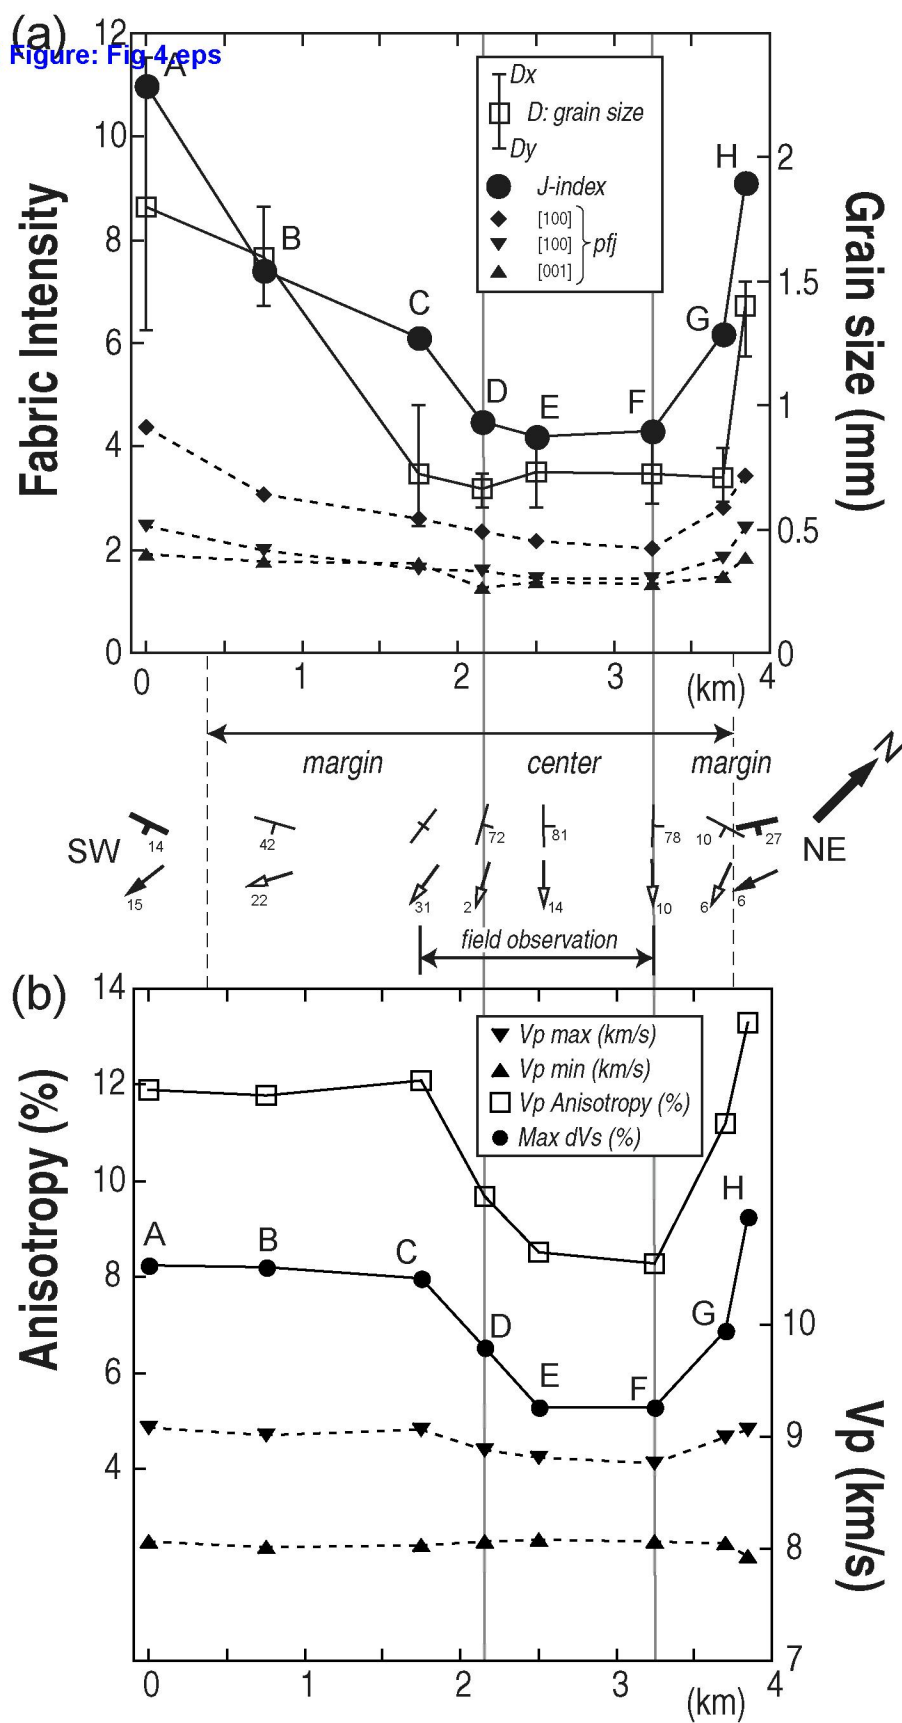 (a)
Figure: Fig 4.eps
12
10
8
6
4
2
0
Fabric Intensity
Dx
D: grain size
Dy
J-index
[100]
[100]
[001]
pfj
A
B
C
D
E
F
G
H
2
1.5
1
0.5
0
Grain size (mm)
0
1
2
3
(km)
4
margin
center
margin
N
SW
NE
14
42
72
81
78
10
27
15
22
31
2
14
10
6
6
field observation
(b)
14
12
10
8
6
4
Anisotropy (%)
Vp max (km/s)
Vp min (km/s)
Vp Anisotropy (%)
Max dVs (%)
A
B
C
D
E
F
G
H
10
9
8
7
Vp (km/s)
0
1
2
3
(km)
4